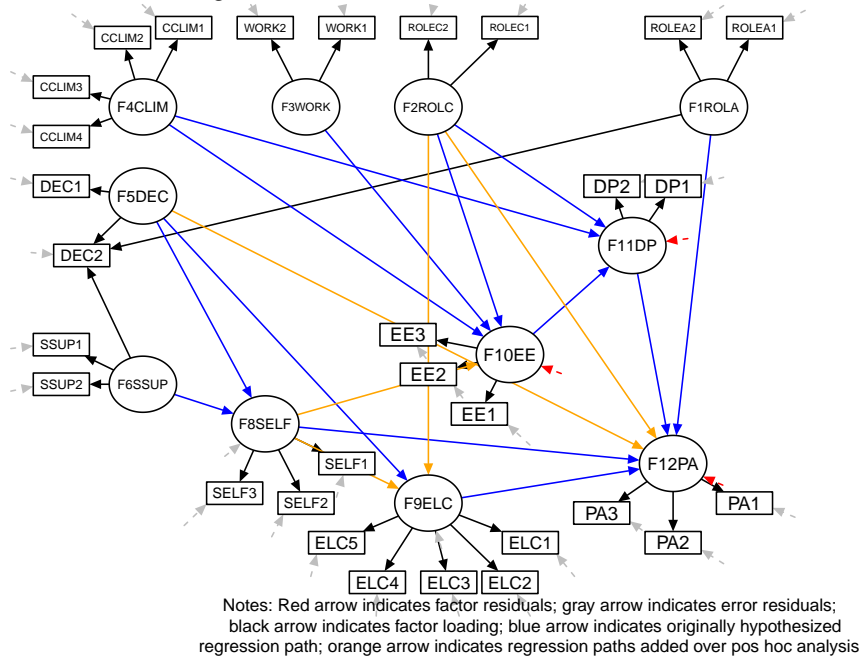 CCLIM1
WORK2
WORK1
ROLEC2
ROLEC1
ROLEA2
ROLEA1
CCLIM2
CCLIM3
F4CLIM
F3WORK
F2ROLC
F1ROLA
CCLIM4
DEC1
F5DEC
DP2
DP1
DEC2
F11DP
EE3
SSUP1
F10EE
EE2
SSUP2
F6SSUP
EE1
F8SELF
SELF1
F12PA
SELF3
SELF2
F9ELC
PA1
PA3
ELC5
ELC1
PA2
ELC4
ELC3
ELC2
Notes: Red arrow indicates factor residuals; gray arrow indicates error residuals;
black arrow indicates factor loading; blue arrow indicates originally hypothesized
regression path; orange arrow indicates regression paths added over pos hoc analysis